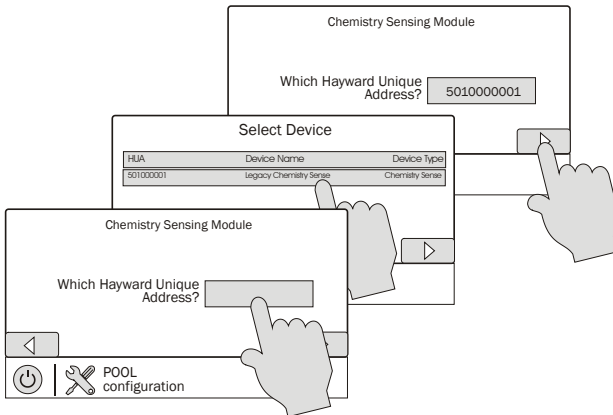 Chemistry Sensing Module
Which Hayward Unique
Address?
5010000001
Select Device
HUA Device Name Device Type
501000001 Legacy Chemistry Sense Chemistry Sense
Chemistry Sensing Module
Which Hayward Unique
Address?
POOL
configuration